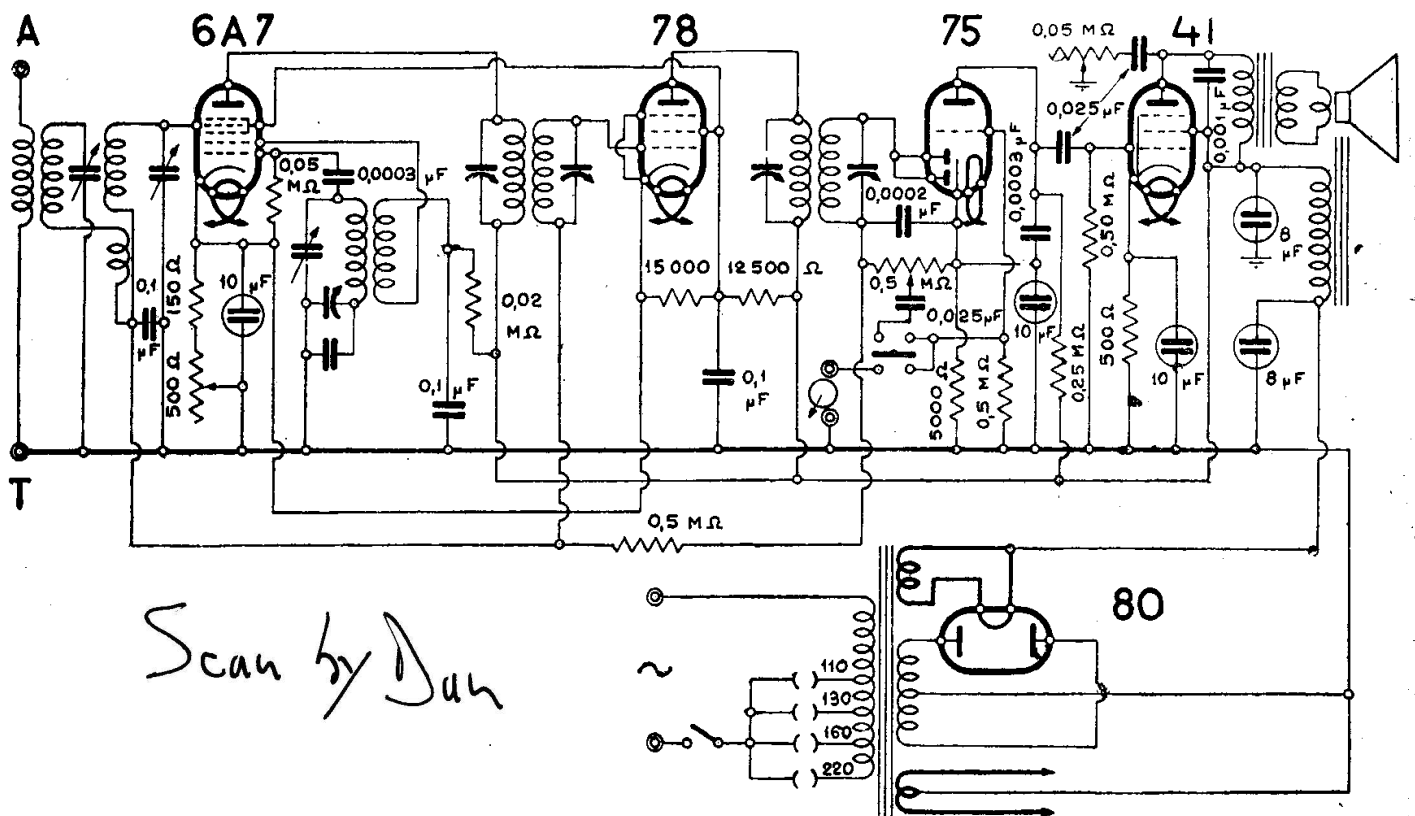 A
6A7
78
75
41
0,05 MΩ
0,025 µF
0,001 µF
0,05 MΩ
0,0003 µF
0,0002 µF
0,0003 µF
0,50 MΩ
8 µF
0,1 µF
150 Ω
10 µF
500 Ω
0,02 MΩ
0,1 µF
15 000
12 500 Ω
0,1 µF
0,5 MΩ
0,025µF
10 µF
5000 Ω
0,5 MΩ
0,25 MΩ
500 Ω
10 µF
8 µF
T
0,5 MΩ
80
Scan by Dan
~
110
130
160
220